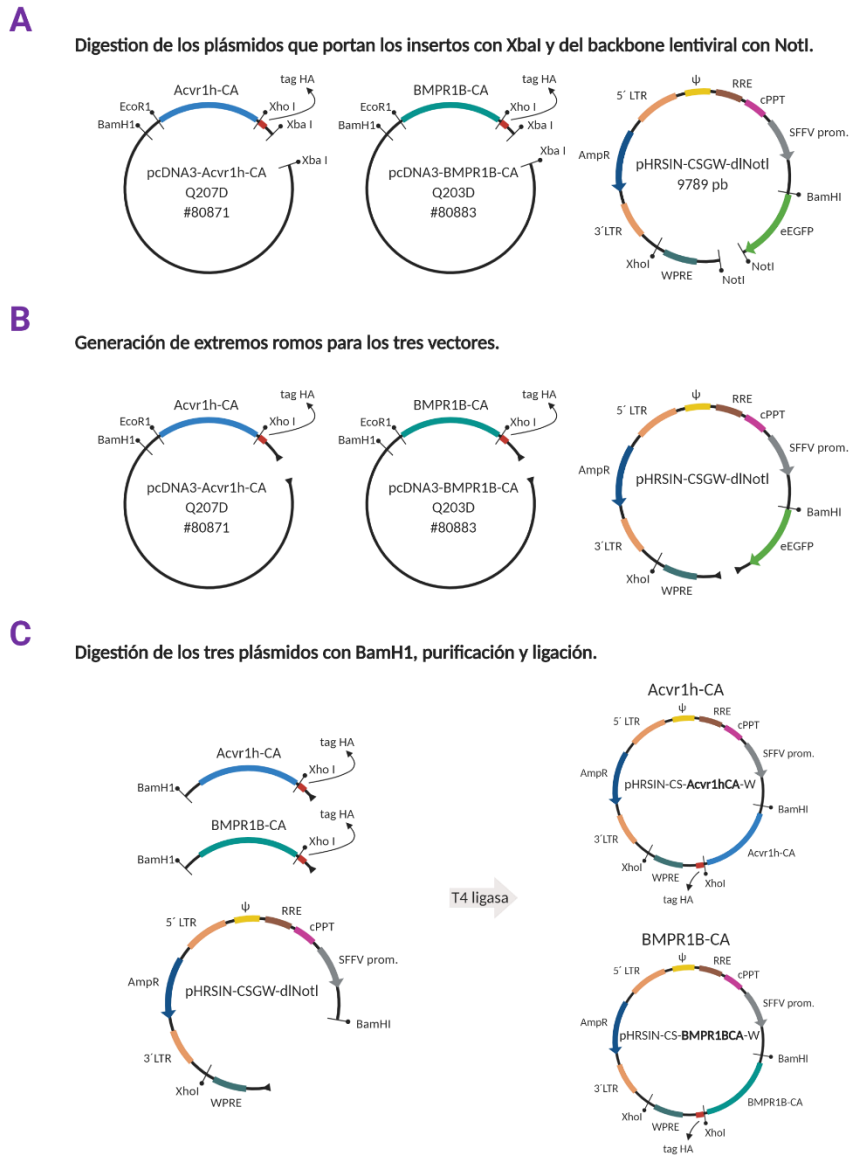 A
Digestion de los plásmidos que portan los insertos con XbaI y del backbone lentiviral con NotI.
tag HA
Acvr1h-CA
EcoR1
BamH1
Xho I
Xba I
Xba I
pcDNA3-Acvr1h-CA
Q207D
#80871
tag HA
BMPR1B-CA
EcoR1
BamH1
Xho I
Xba I
Xba I
pcDNA3-BMPR1B-CA
Q203D
#80883
ψ
5´ LTR
RRE
cPPT
SFFV prom.
AmpR
pHRSIN-CSGW-dlNotI
9789 pb
BamHI
eEGFP
3´LTR
XhoI
WPRE
NotI
NotI
B
Generación de extremos romos para los tres vectores.
tag HA
Acvr1h-CA
EcoR1
BamH1
Xho I
pcDNA3-Acvr1h-CA
Q207D
#80871
tag HA
BMPR1B-CA
EcoR1
BamH1
Xho I
pcDNA3-BMPR1B-CA
Q203D
#80883
ψ
5´ LTR
RRE
cPPT
SFFV prom.
AmpR
pHRSIN-CSGW-dlNotI
BamHI
eEGFP
3´LTR
XhoI
WPRE
C
Digestión de los tres plásmidos con BamH1, purificación y ligación.
tag HA
Acvr1h-CA
Xho I
BamH1
tag HA
BMPR1B-CA
Xho I
BamH1
ψ
5´ LTR
RRE
cPPT
SFFV prom.
AmpR
pHRSIN-CSGW-dlNotI
BamHI
3´LTR
XhoI
WPRE
T4 ligasa
Acvr1h-CA
ψ
5´ LTR
RRE
cPPT
SFFV prom.
AmpR
pHRSIN-CS-Acvr1hCA-W
BamHI
3´LTR
Acvr1h-CA
XhoI
WPRE
XhoI
tag HA
BMPR1B-CA
ψ
5´ LTR
RRE
cPPT
SFFV prom.
AmpR
pHRSIN-CS-BMPR1BCA-W
BamHI
3´LTR
BMPR1B-CA
XhoI
WPRE
XhoI
tag HA